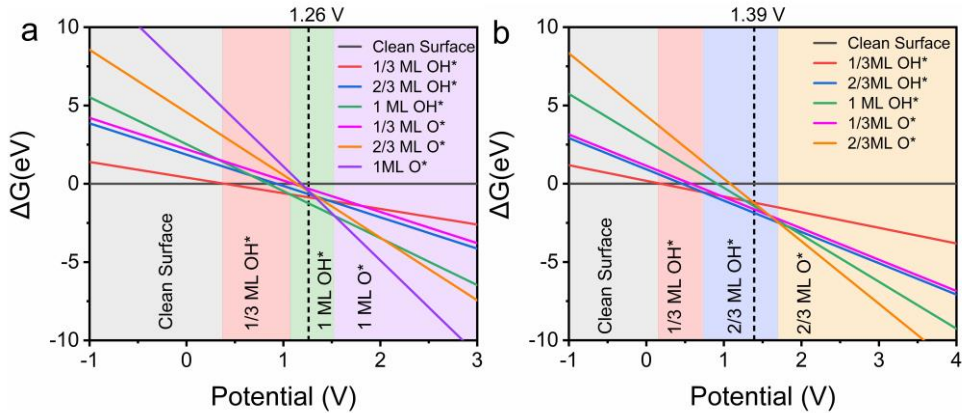 1.26 V
a
10
5
0
-5
-10
ΔG(eV)
Clean Surface
1/3 ML OH*
2/3 ML OH*
1 ML OH*
1/3 ML O*
2/3 ML O*
1ML O*
Clean Surface
1/3 ML OH*
1 ML OH*
1 ML O*
-1
0
1
2
3
Potential (V)
1.39 V
b
10
5
0
-5
-10
ΔG(eV)
Clean Surface
1/3ML OH*
2/3ML OH*
1 ML OH*
1/3ML O*
2/3ML O*
Clean Surface
1/3 ML OH*
2/3 ML OH*
2/3 ML O*
-1
0
1
2
3
4
Potential (V)